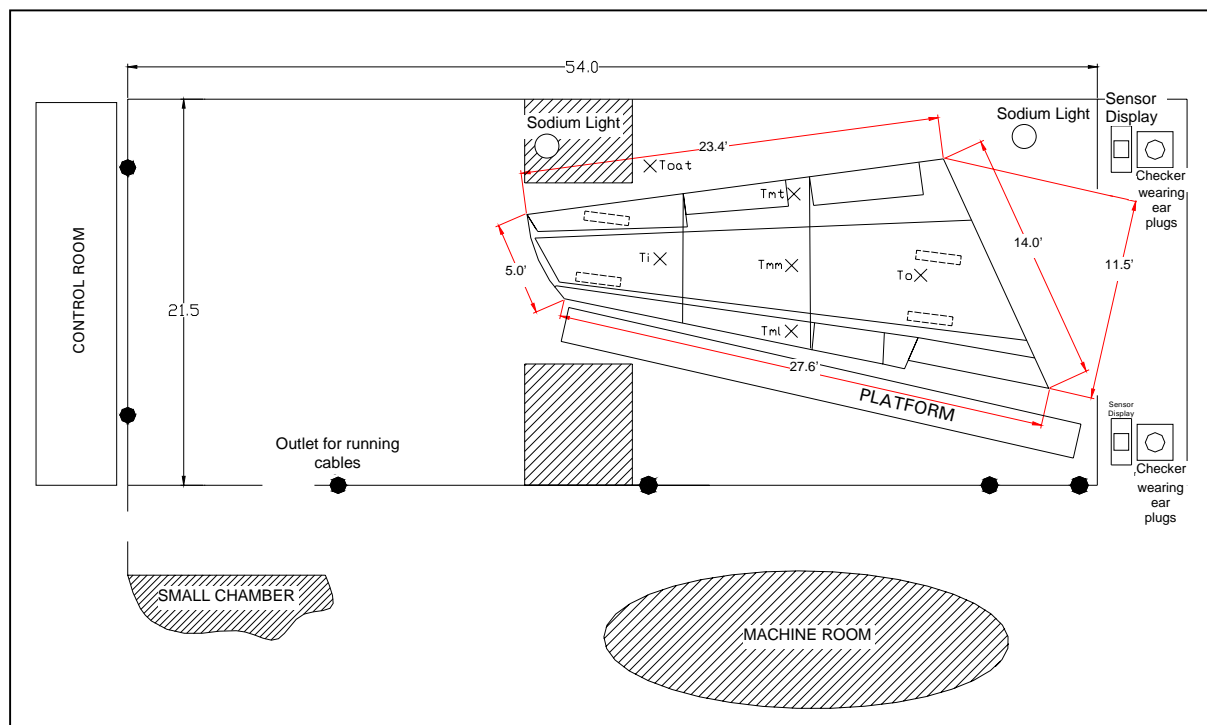 54.0
Sensor
Display
Sodium Light
Sodium Light
23.4'
Toat
Checker
wearing
ear
plugs
Tmt
14.0'
11.5'
5.0'
Ti
Tmm
To
CONTROL ROOM
21.5
Tml
27.6'
PLATFORM
Sensor
Display
Outlet for running
cables
Checker
wearing
ear
plugs
SMALL CHAMBER
MACHINE ROOM